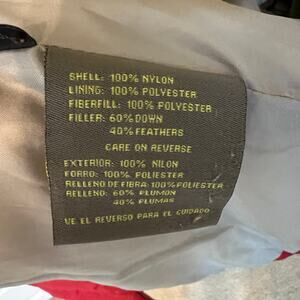 SHELL: 100% NYLON
LINING: 100% POLYESTER
FIBERFILL: 100% POLYESTER
FILLER: 60% DOWN
40% FEATHERS
CARE ON REVERSE
EXTERIOR: 100% NILON
FORRO: 100% POLIESTER
RELLENO DE FIBRA: 100% POLIESTER
RELLENO: 60% PLUMON
40% PLUMAS
VE EL REVERSO PARA EL CUIDADO